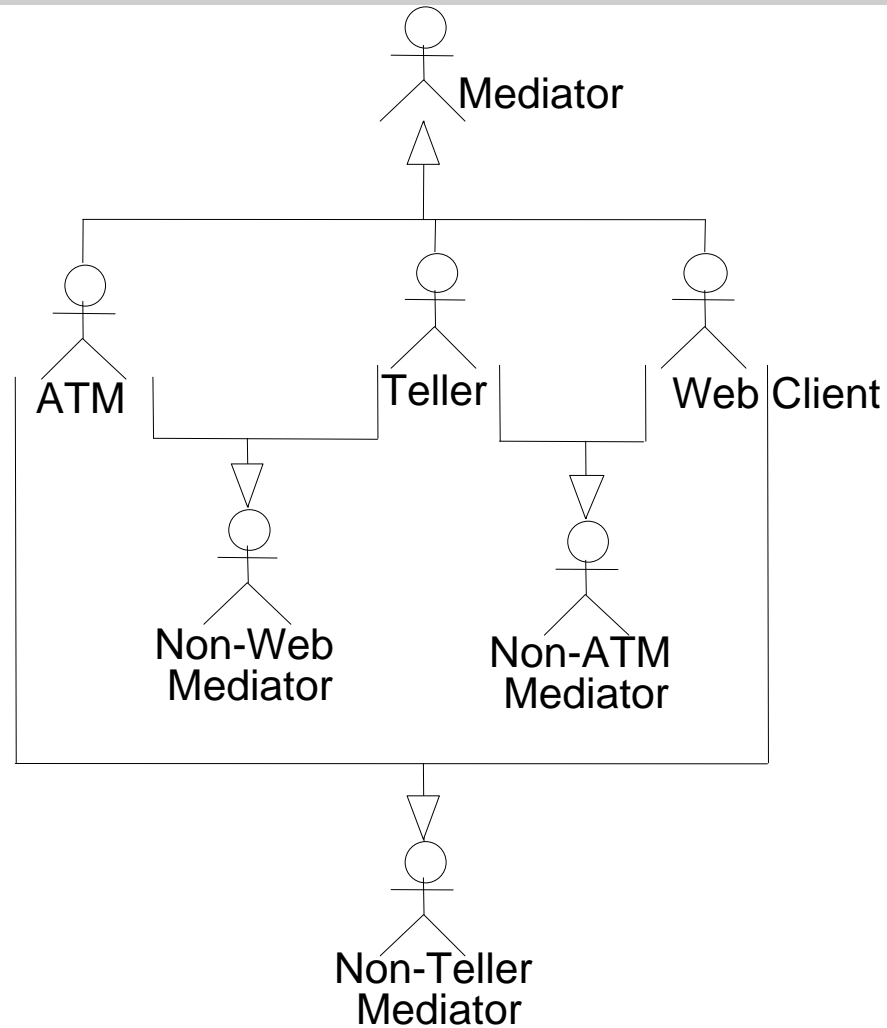 Mediator
ATM
Teller
Web Client
Non-Web
Mediator
Non-ATM
Mediator
Non-Teller
Mediator